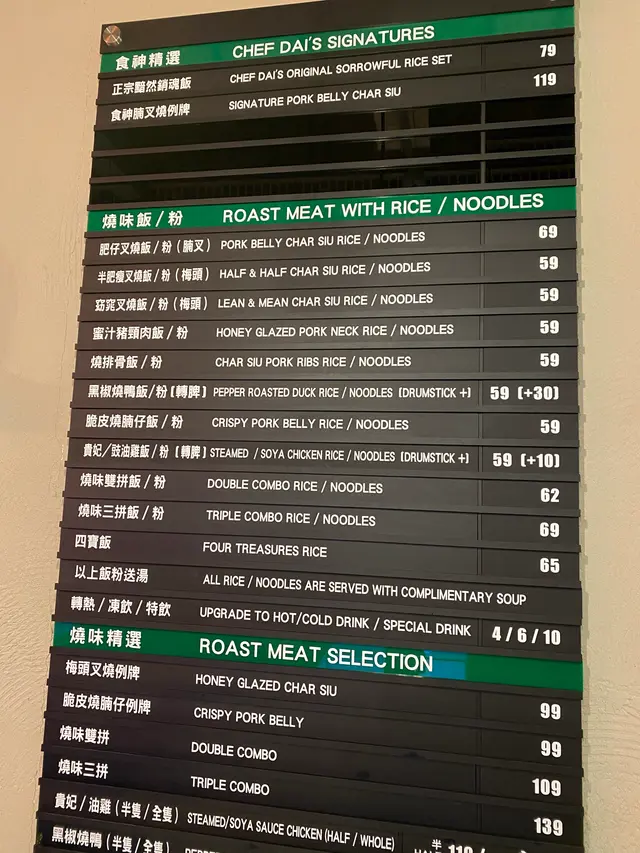 食神精選 CHEF DAI'S SIGNATURES
正宗黯然銷魂飯 CHEF DAI'S ORIGINAL SORROWFUL RICE SET 79
食神腩叉燒例牌 SIGNATURE PORK BELLY CHAR SIU 119
燒味飯 / 粉 ROAST MEAT WITH RICE / NOODLES
肥仔叉燒飯 / 粉 (腩叉) PORK BELLY CHAR SIU RICE / NOODLES 69
半肥瘦叉燒飯 / 粉 (梅頭) HALF & HALF CHAR SIU RICE / NOODLES 59
窈窕叉燒飯 / 粉 (梅頭) LEAN & MEAN CHAR SIU RICE / NOODLES 59
蜜汁豬頸肉飯 / 粉 HONEY GLAZED PORK NECK RICE / NOODLES 59
燒排骨飯 / 粉 CHAR SIU PORK RIBS RICE / NOODLES 59
黑椒燒鴨飯/粉 [轉脾] PEPPER ROASTED DUCK RICE / NOODLES [DRUMSTICK +] 59 (+30)
脆皮燒腩仔飯 / 粉 CRISPY PORK BELLY RICE / NOODLES 59
貴妃/豉油雞飯 / 粉 [轉脾] STEAMED / SOYA CHICKEN RICE / NOODLES [DRUMSTICK +] 59 (+10)
燒味雙拼飯 / 粉 DOUBLE COMBO RICE / NOODLES 62
燒味三拼飯 / 粉 TRIPLE COMBO RICE / NOODLES 69
四寶飯 FOUR TREASURES RICE 65
以上飯粉送湯 ALL RICE / NOODLES ARE SERVED WITH COMPLIMENTARY SOUP
轉熱 / 凍飲 / 特飲 UPGRADE TO HOT/COLD DRINK / SPECIAL DRINK 4 / 6 / 10
燒味精選 ROAST MEAT SELECTION
梅頭叉燒例牌 HONEY GLAZED CHAR SIU 99
脆皮燒腩仔例牌 CRISPY PORK BELLY 99
燒味雙拼 DOUBLE COMBO 109
燒味三拼 TRIPLE COMBO 139
貴妃 / 油雞 (半隻 / 全隻) STEAMED/SOYA SAUCE CHICKEN (HALF / WHOLE) 半
黑椒燒鴨 (半隻 / 全隻)